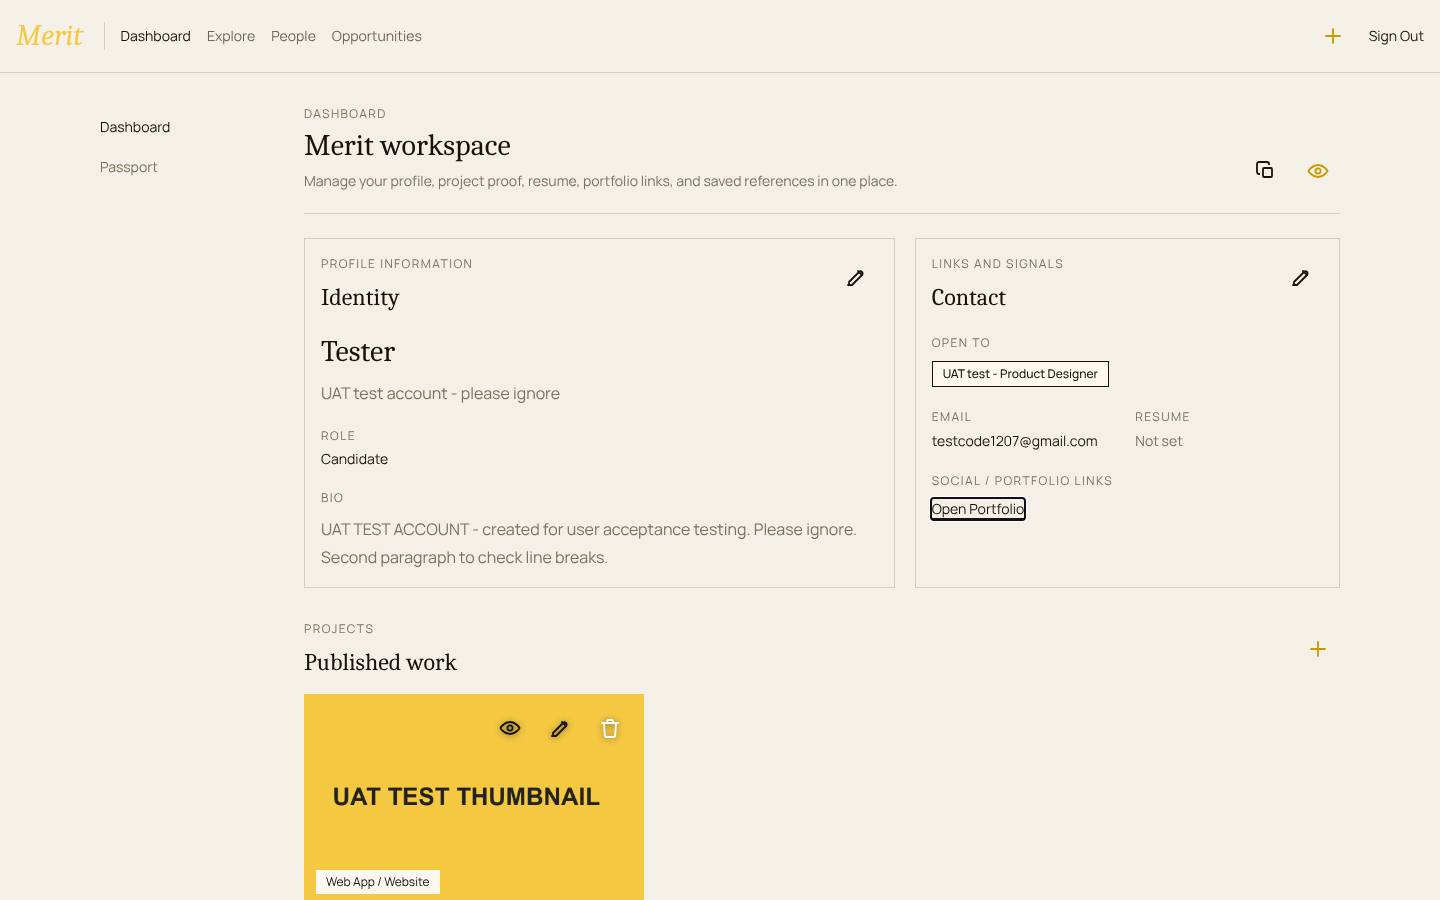 Merit
Dashboard
Explore
People
Opportunities
Sign Out
Dashboard
Passport
DASHBOARD
Merit workspace
Manage your profile, project proof, resume, portfolio links, and saved references in one place.
PROFILE INFORMATION
Identity
Tester
UAT test account - please ignore
ROLE
Candidate
BIO
UAT TEST ACCOUNT - created for user acceptance testing. Please ignore.
Second paragraph to check line breaks.
LINKS AND SIGNALS
Contact
OPEN TO
UAT test - Product Designer
EMAIL
testcode1207@gmail.com
RESUME
Not set
SOCIAL / PORTFOLIO LINKS
Open Portfolio
PROJECTS
Published work
UAT TEST THUMBNAIL
Web App / Website